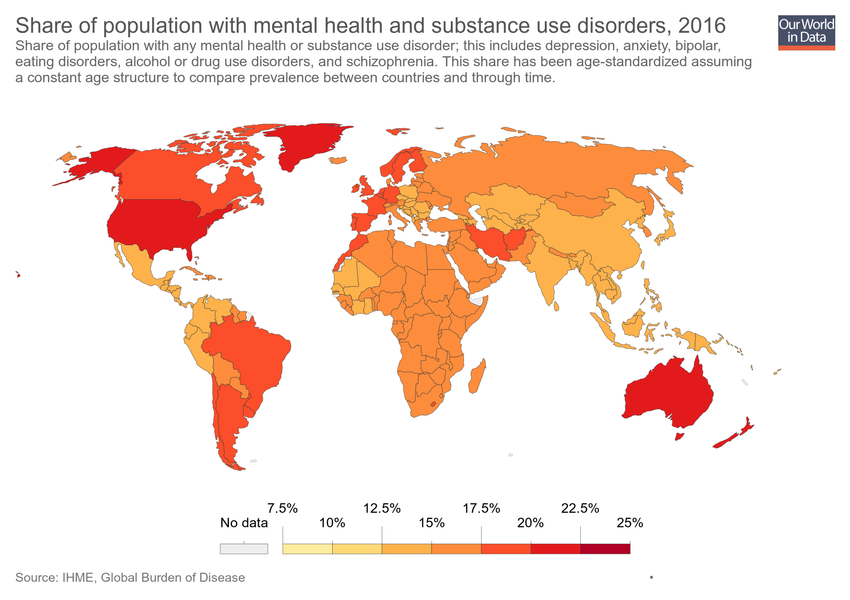 Share of population with mental health and substance use disorders, 2016
Our World
in Data
Share of population with any mental health or substance use disorder; this includes depression, anxiety, bipolar,
eating disorders, alcohol or drug use disorders, and schizophrenia. This share has been age-standardized assuming
a constant age structure to compare prevalence between countries and through time.
7.5% 12.5% 17.5% 22.5%
No data 10% 15% 20% 25%
Source: IHME, Global Burden of Disease